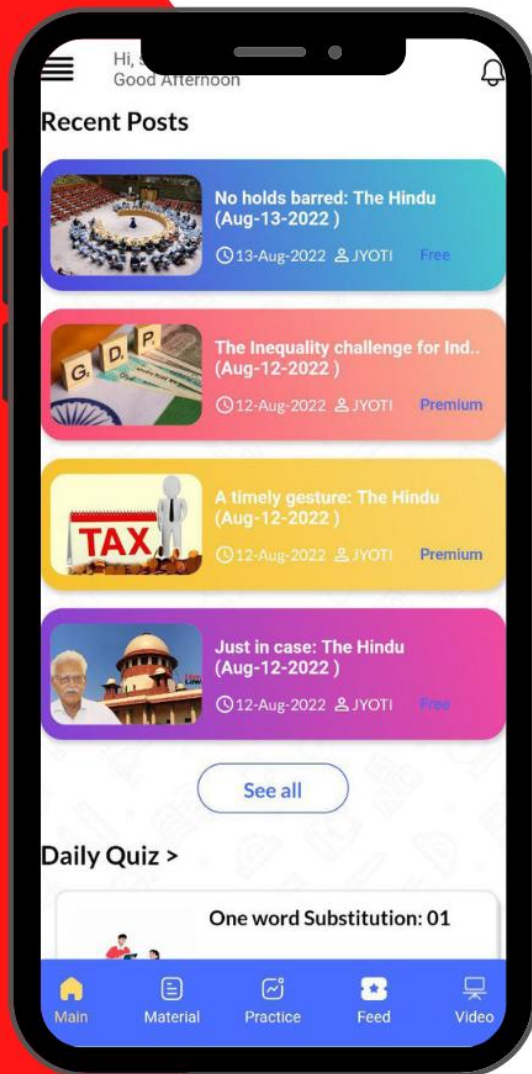 Hi,
Good Afternoon
Recent Posts
No holds barred: The Hindu
(Aug-13-2022 )
13-Aug-2022 JYOTI Free
G D P
The Inequality challenge for Ind..
(Aug-12-2022 )
12-Aug-2022 JYOTI Premium
TAX
A timely gesture: The Hindu
(Aug-12-2022 )
12-Aug-2022 JYOTI Premium
Just in case: The Hindu
(Aug-12-2022 )
12-Aug-2022 JYOTI Free
See all
Daily Quiz >
One word Substitution: 01
Main Material Practice Feed Video